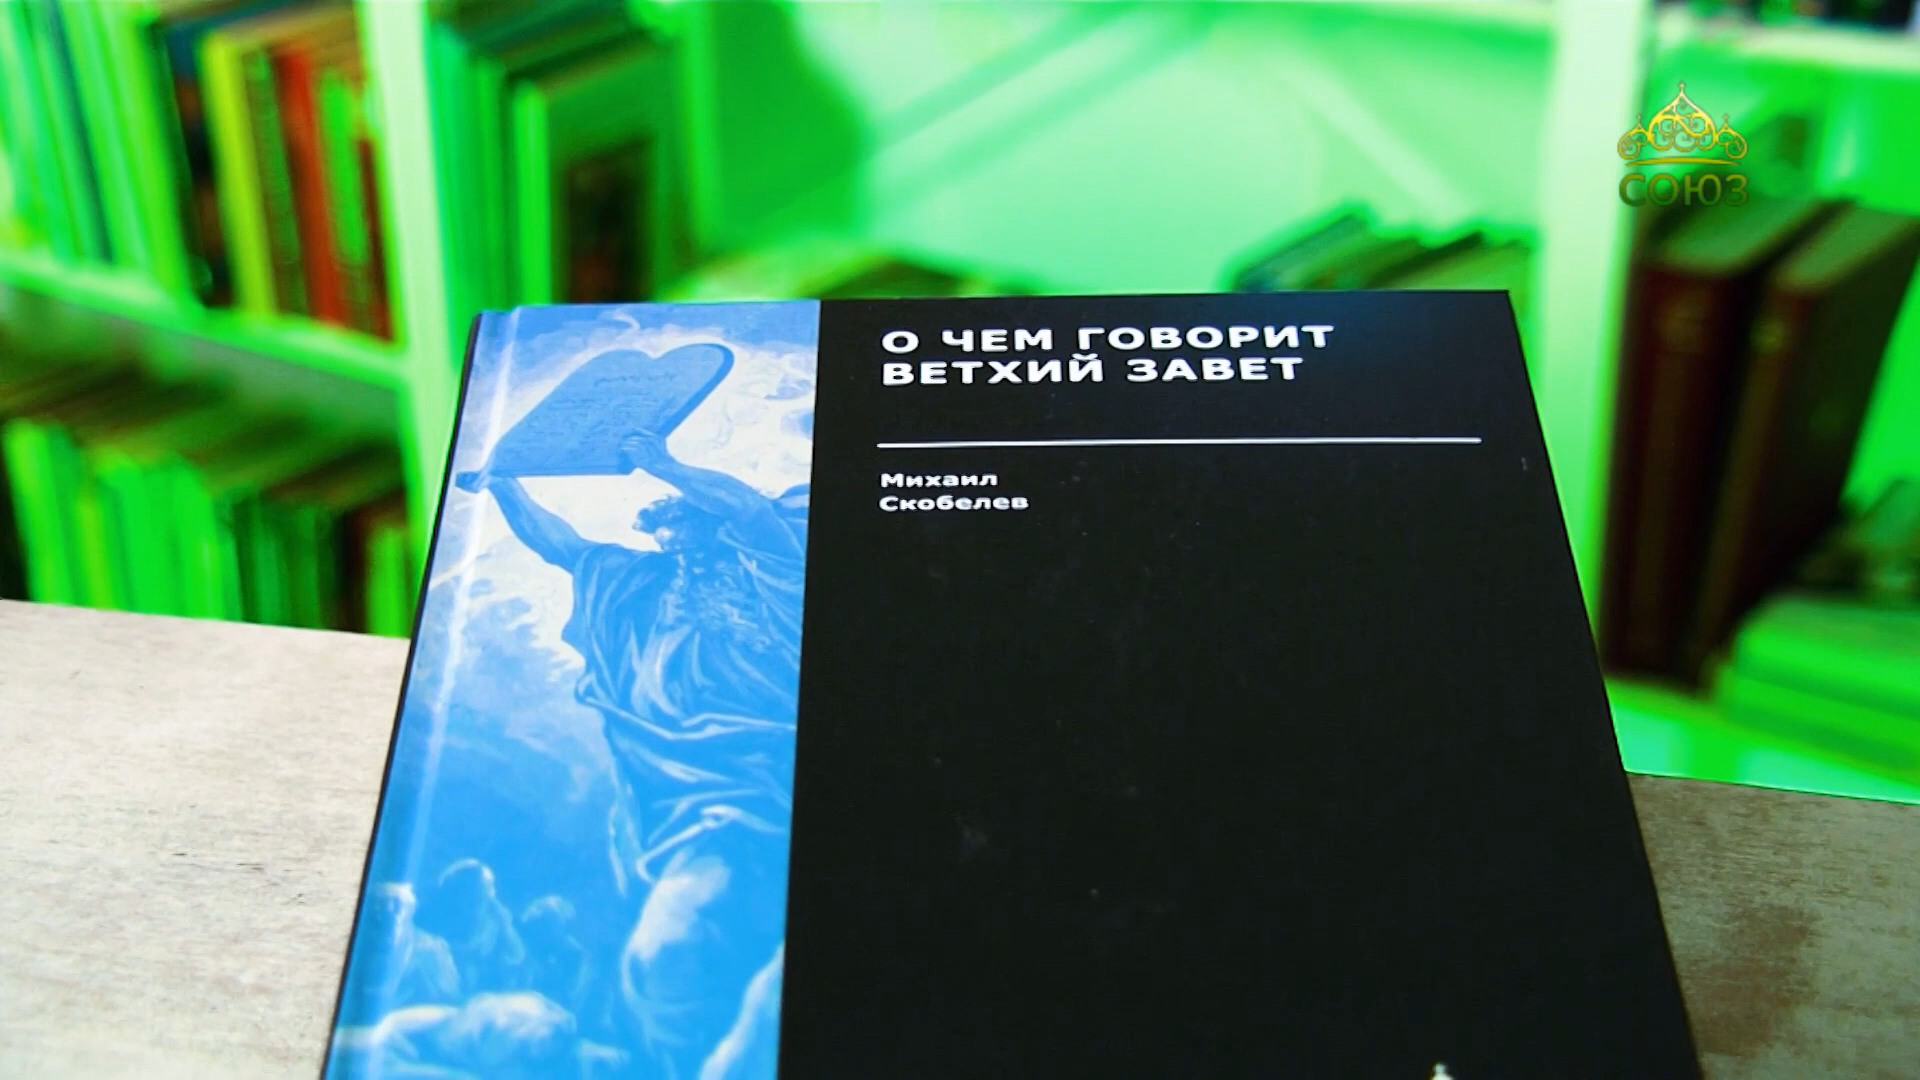 СОЮЗ
О ЧЕМ ГОВОРИТ
ВЕТХИЙ ЗАВЕТ
Михаил
Скобелев